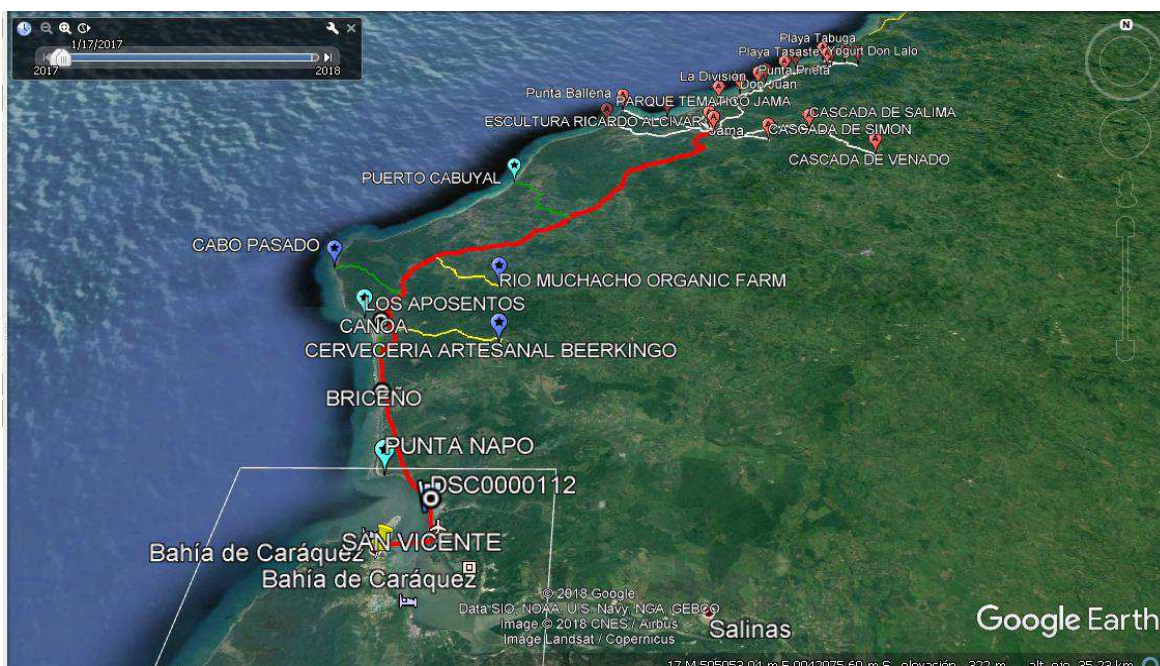 1/17/2017
2017
2018
N
Playa Tabuga
Playa Tasaste
Yogurt Don Lalo
Punta Prieta
La División
Don Juan
Punta Ballena
PARQUE TEMATICO JAMA
ESCULTURA RICARDO ALCIVAR
CASCADA DE SALIMA
Jama
CASCADA DE SIMON
CASCADA DE VENADO
PUERTO CABUYAL
CABO PASADO
RIO MUCHACHO ORGANIC FARM
LOS APOSENTOS
CANOA
CERVECERIA ARTESANAL BEERKINGO
BRICEÑO
PUNTA NAPO
DSC0000112
SAN VICENTE
Bahía de Caráquez
Bahía de Caráquez
© 2018 Google
Data SIO, NOAA, U.S. Navy, NGA, GEBCO
Image © 2018 CNES / Airbus
Image Landsat / Copernicus
Salinas
Google Earth